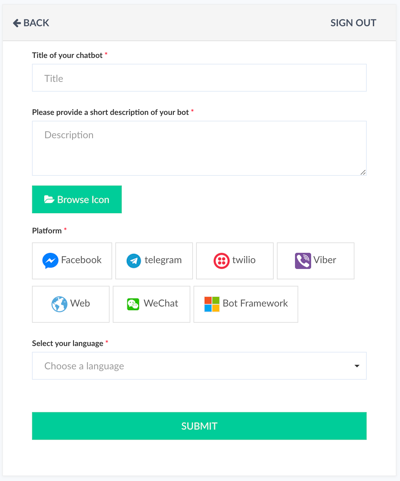 BACK SIGN OUT
Title of your chatbot *
Title
Please provide a short description of your bot *
Description
Browse Icon
Platform *
Facebook telegram twilio Viber
Web WeChat Bot Framework
Select your language *
Choose a language
SUBMIT